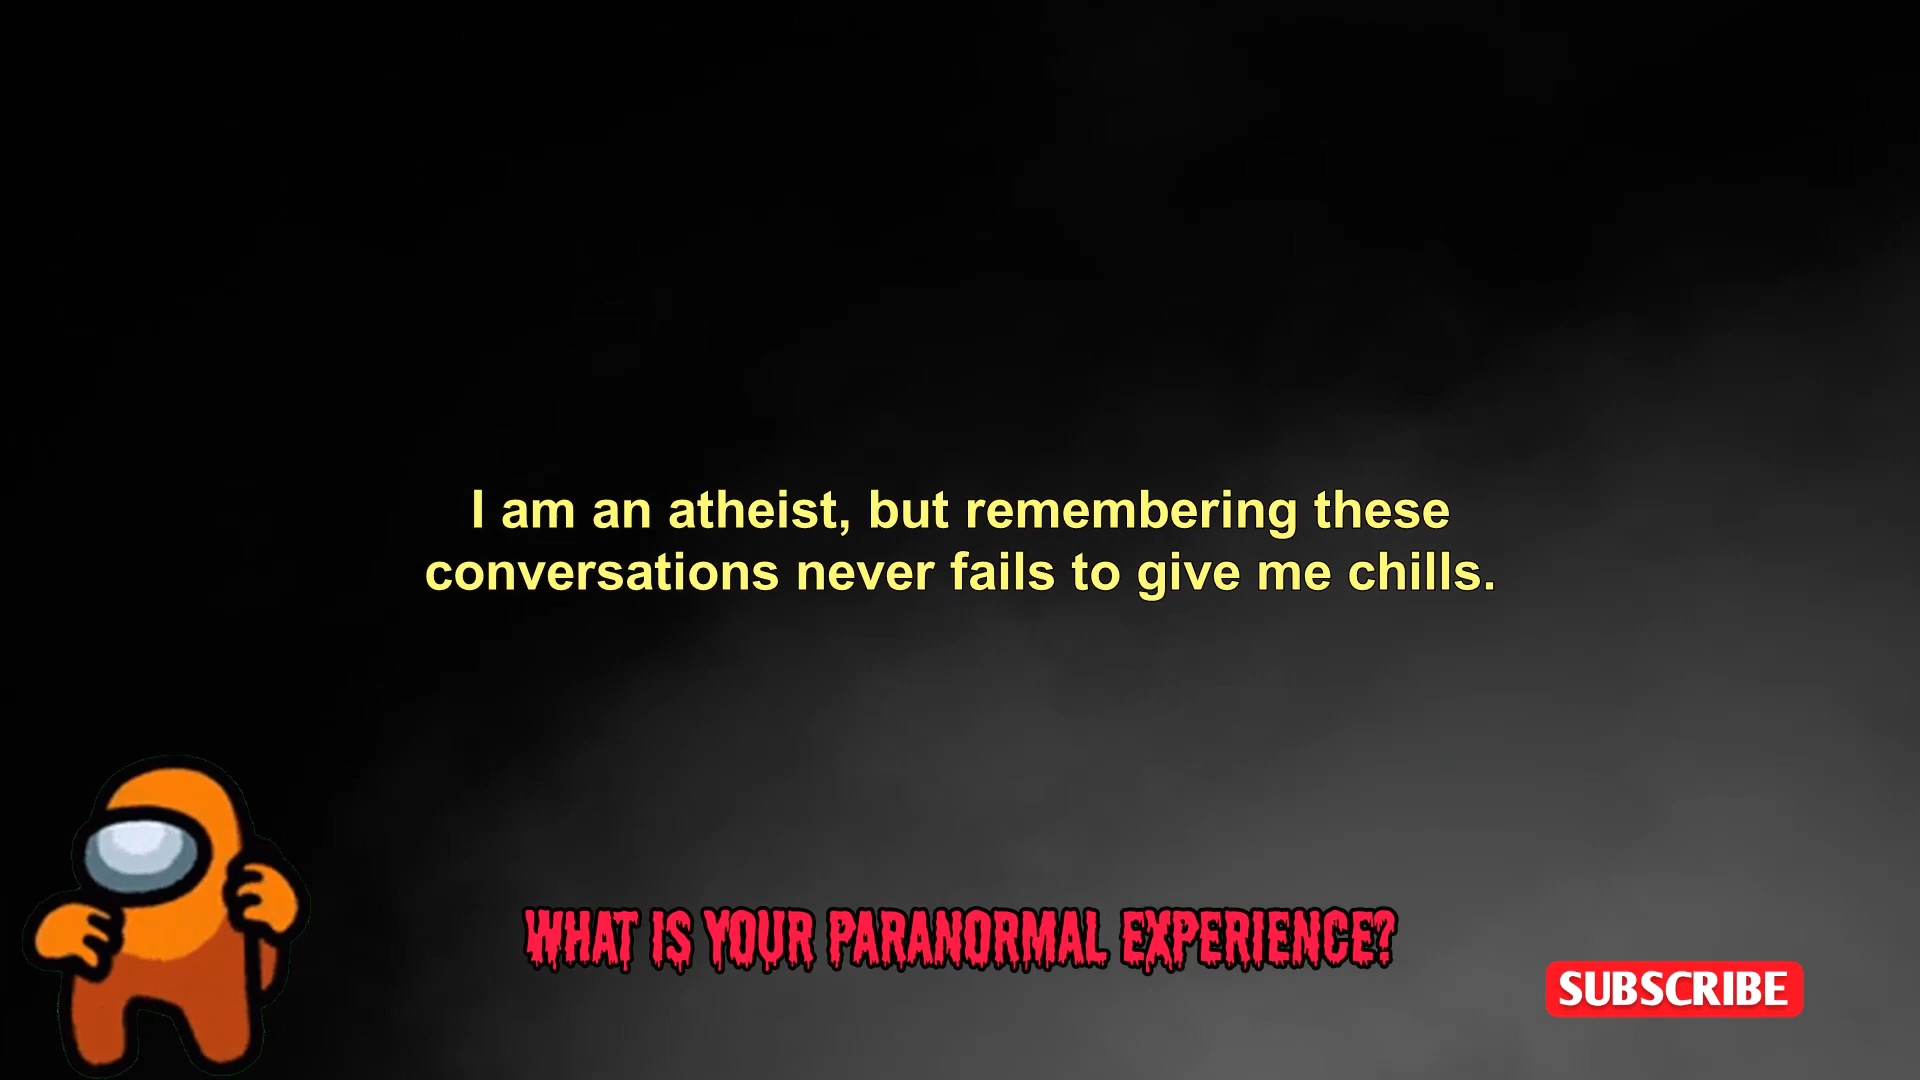 I am an atheist, but remembering these
conversations never fails to give me chills.
WHAT IS YOUR PARANORMAL EXPERIENCE?
SUBSCRIBE